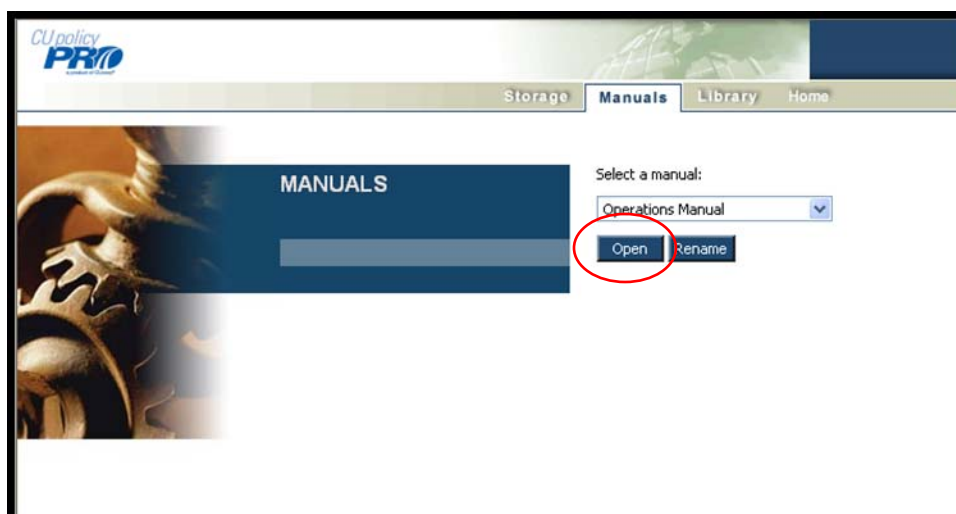 CU policy
PRO
Storage Manuals Library Home
MANUALS
Select a manual:
Operations Manual
Open Rename